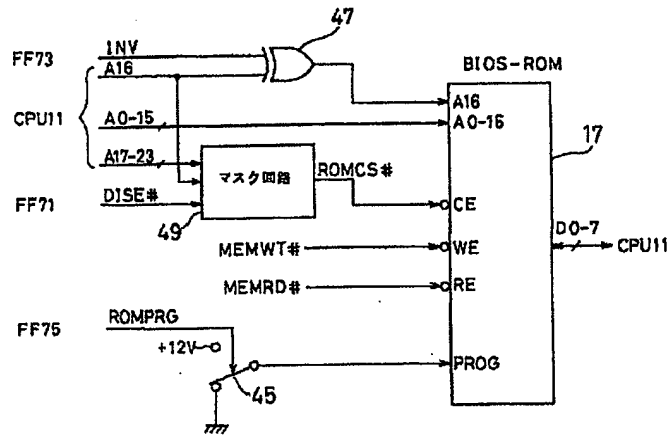 47
FF73
INV
A16
BIOS-ROM
CPU11
A0-15
A16
A0-15
17
A17-23
マスク回路
ROMCS#
FF71
DISE#
49
CE
D0-7
CPU11
MEMWT#
WE
MEMRD#
RE
FF75
ROMPRG
+12V
PROG
45